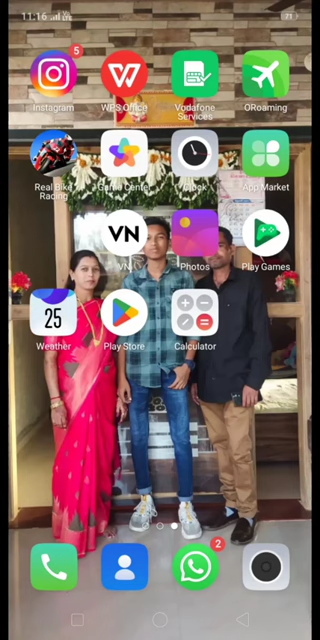 11:16
71
5
Instagram
WPS Office
Vodafone Services
ORoaming
Real Bike Racing
Game Center
Clock
App Market
VN
VN
Photos
Play Games
25
Weather
Play Store
Calculator
2